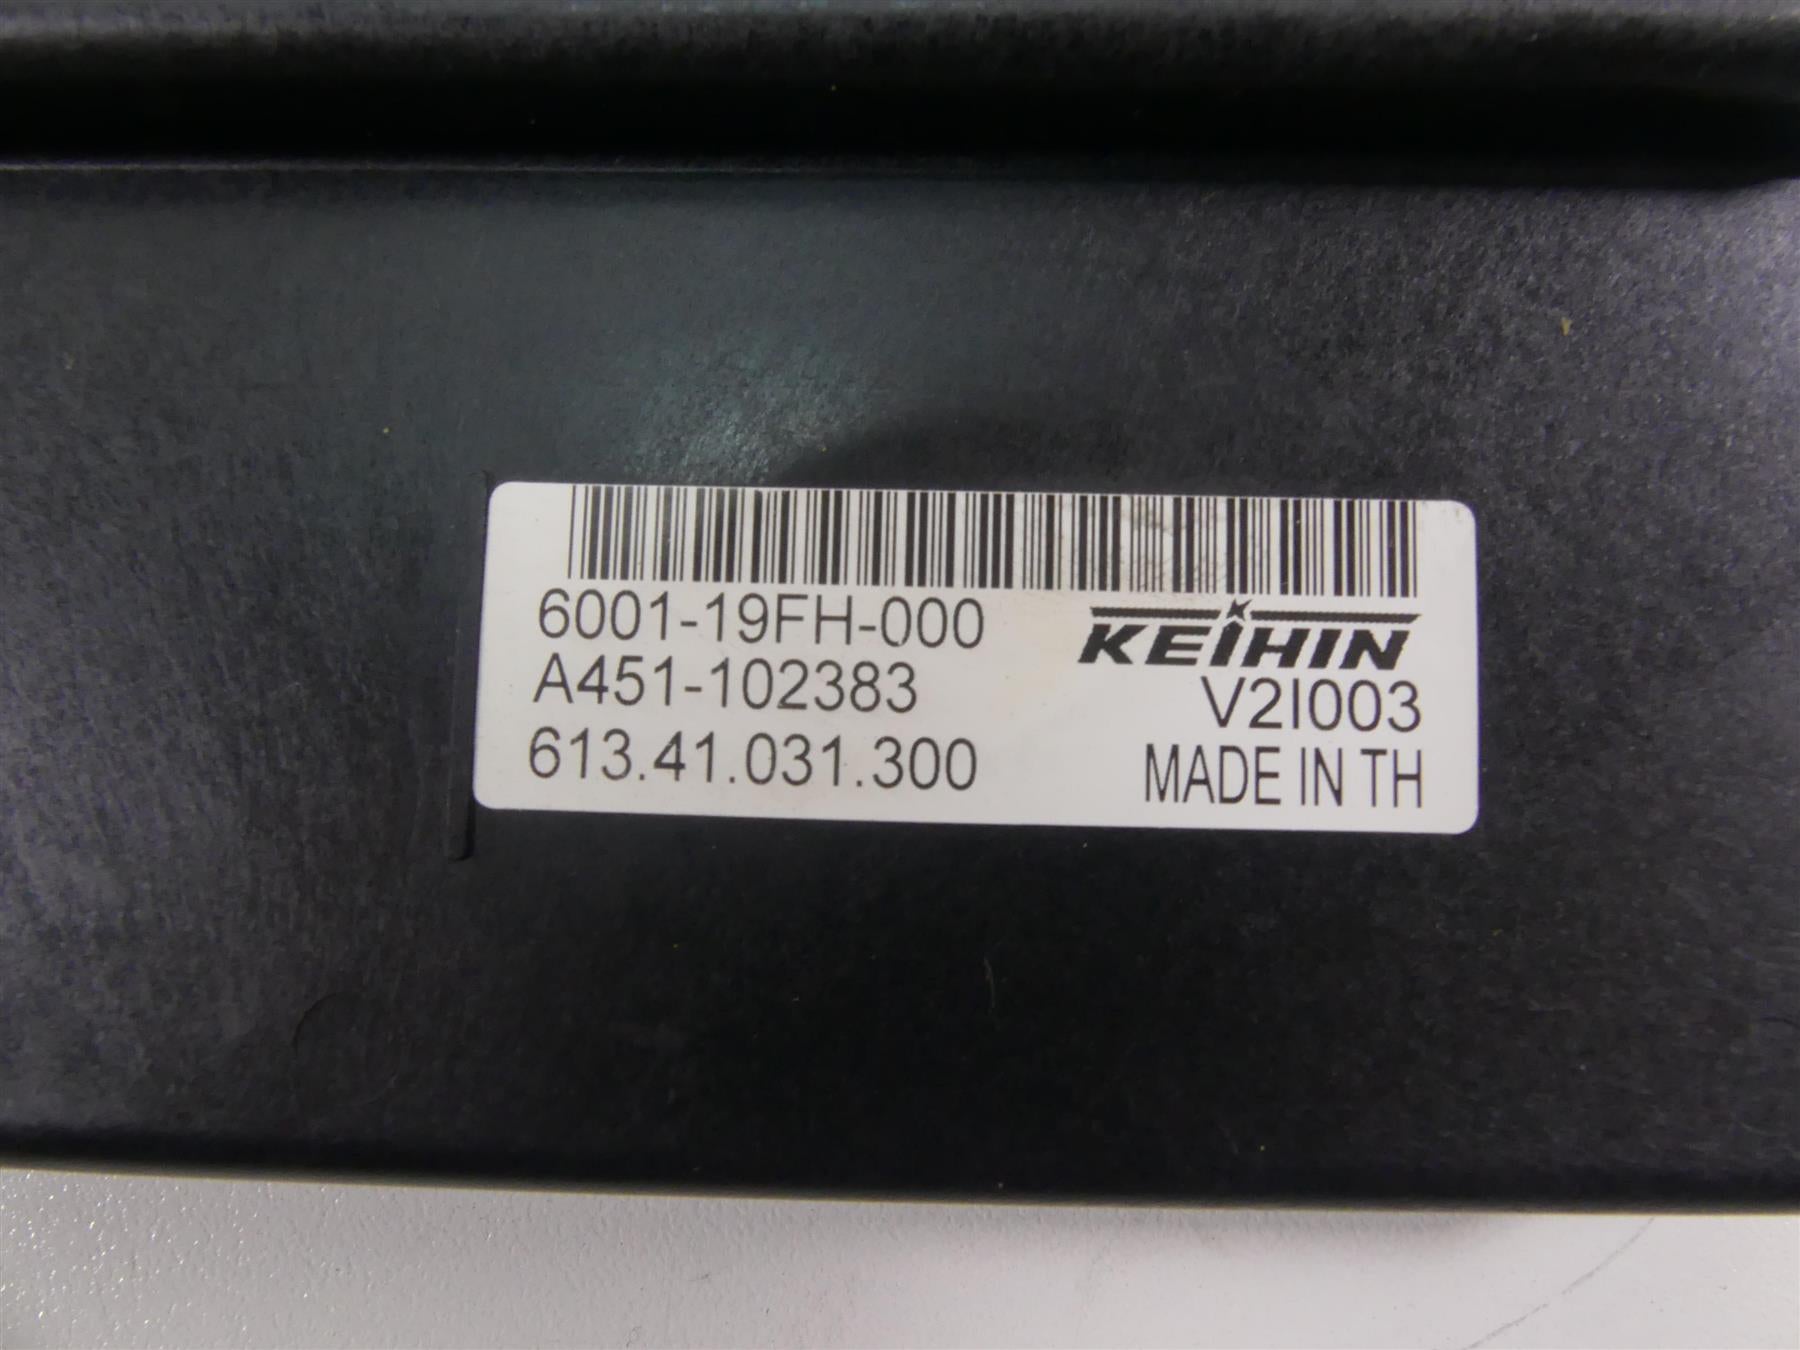 6001-19FH-000
KEIHIN
A451-102383
V2I003
613.41.031.300
MADE IN TH